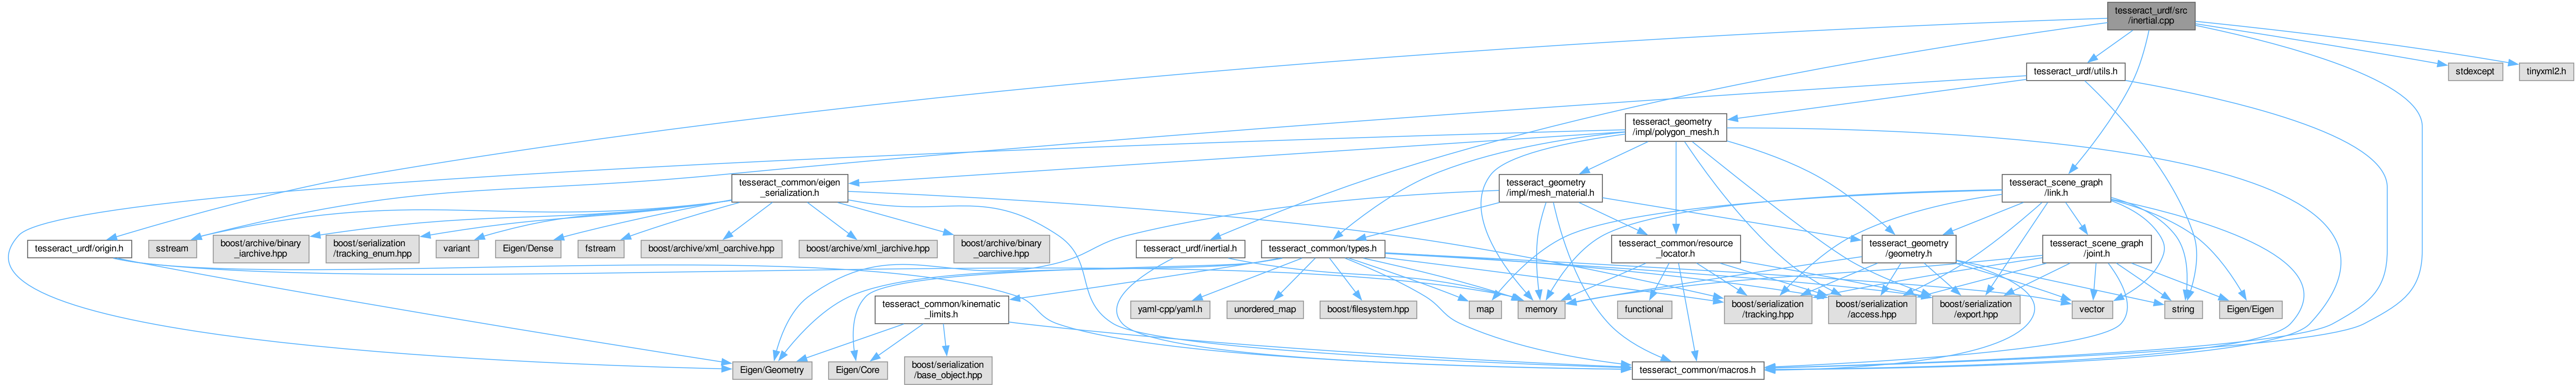 tesseract_urdf/src
/inertial.cpp
tesseract_urdf/utils.h
stdexcept
tinyxml2.h
tesseract_geometry
/impl/polygon_mesh.h
tesseract_common/eigen
_serialization.h
tesseract_geometry
/impl/mesh_material.h
tesseract_scene_graph
/link.h
tesseract_urdf/origin.h
sstream
boost/archive/binary
_iarchive.hpp
boost/serialization
/tracking_enum.hpp
variant
Eigen/Dense
fstream
boost/archive/xml_oarchive.hpp
boost/archive/xml_iarchive.hpp
boost/archive/binary
_oarchive.hpp
tesseract_urdf/inertial.h
tesseract_common/types.h
tesseract_common/resource
_locator.h
tesseract_geometry
/geometry.h
tesseract_scene_graph
/joint.h
tesseract_common/kinematic
_limits.h
yaml-cpp/yaml.h
unordered_map
boost/filesystem.hpp
map
memory
functional
boost/serialization
/tracking.hpp
boost/serialization
/access.hpp
boost/serialization
/export.hpp
vector
string
Eigen/Eigen
Eigen/Geometry
Eigen/Core
boost/serialization
/base_object.hpp
tesseract_common/macros.h